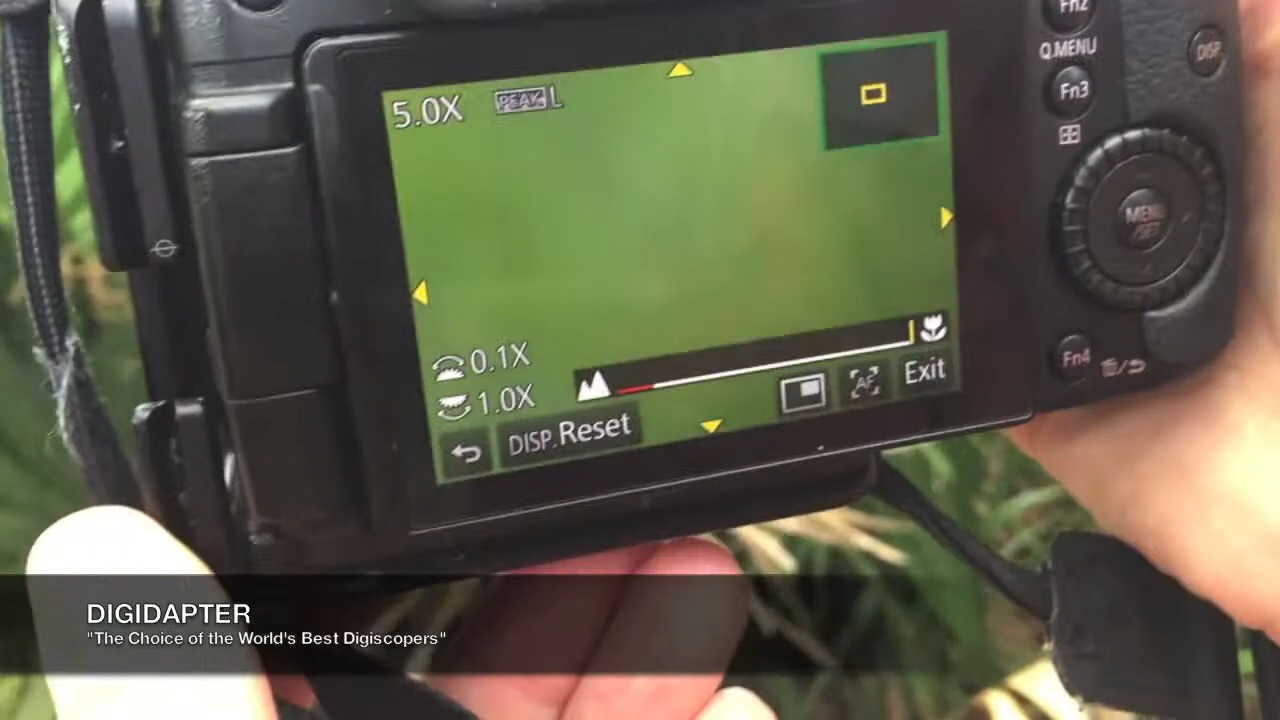 Fn2
Q.MENU
DISP.
Fn3
5.0X
PEAK L
MENU
/SET
0.1X
1.0X
AF
Exit
DISP.Reset
Fn4
DIGIDAPTER
"The Choice of the World's Best Digiscopers"